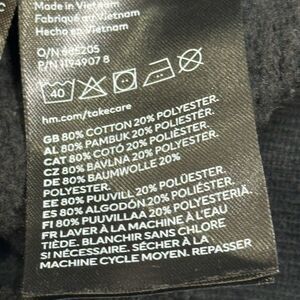 Made in Vietnam
Fabriqué au Vietnam
Hecho en Vietnam
O/N 665205
P/N 1194907 8
40
hm.com/takecare
GB 80% COTTON 20% POLYESTER.
AL 80% PAMBUK 20% POLIESTER.
CAT 80% COTÓ 20% POLIÈSTER.
CZ 80% BAVLNA 20% POLYESTER.
DE 80% BAUMWOLLE 20%
POLYESTER.
EE 80% PUUVILL 20% POLÜESTER.
ES 80% ALGODÓN 20% POLIÉSTER.
FI 80% PUUVILLAA 20% POLYESTERIÄ.
FR LAVER À LA MACHINE À L'EAU
TIÈDE. BLANCHIR SANS CHLORE
SI NÉCESSAIRE. SÉCHER À LA
MACHINE CYCLE MOYEN. REPASSER